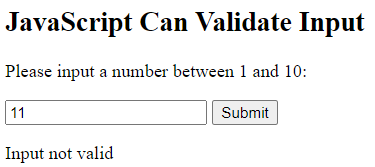 JavaScript Can Validate Input
Please input a number between 1 and 10:
11 Submit
Input not valid